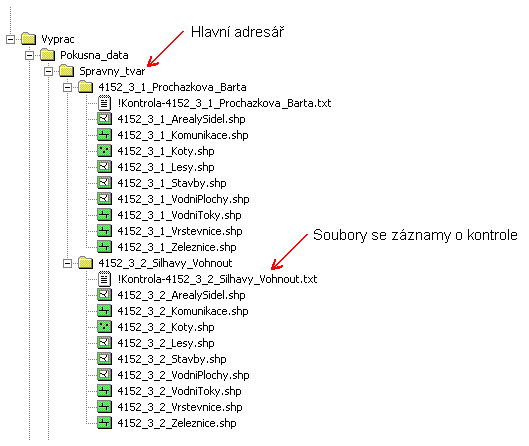 Hlavní adresář
Vyprac
Pokusna_data
Spravny_tvar
4152_3_1_Prochazkova_Barta
!Kontrola-4152_3_1_Prochazkova_Barta.txt
4152_3_1_ArealySidel.shp
4152_3_1_Komunikace.shp
4152_3_1_Koty.shp
4152_3_1_Lesy.shp
4152_3_1_Stavby.shp
4152_3_1_VodniPlochy.shp
4152_3_1_VodniToky.shp
4152_3_1_Vrstevnice.shp
4152_3_1_Zeleznice.shp
Soubory se záznamy o kontrole
4152_3_2_Silhavy_Vohnout
!Kontrola-4152_3_2_Silhavy_Vohnout.txt
4152_3_2_ArealySidel.shp
4152_3_2_Komunikace.shp
4152_3_2_Koty.shp
4152_3_2_Lesy.shp
4152_3_2_Stavby.shp
4152_3_2_VodniPlochy.shp
4152_3_2_VodniToky.shp
4152_3_2_Vrstevnice.shp
4152_3_2_Zeleznice.shp